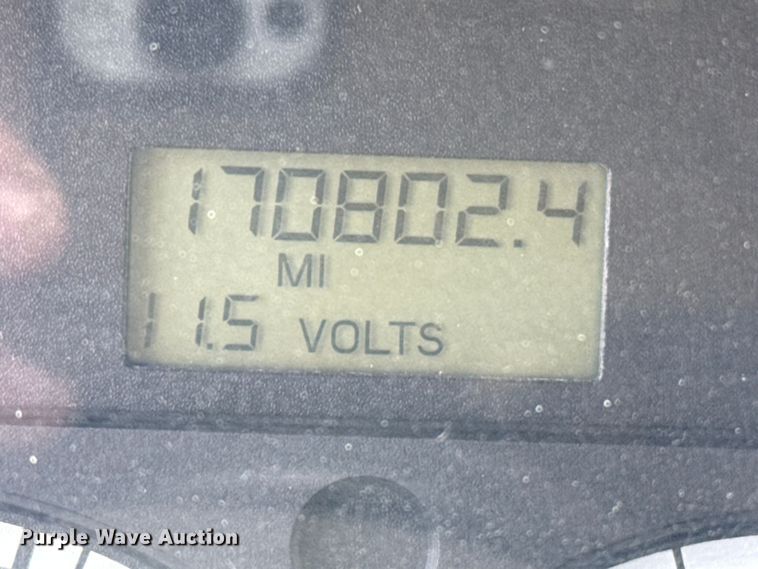 170802.4
MI
11.5 VOLTS
Purple Wave Auction